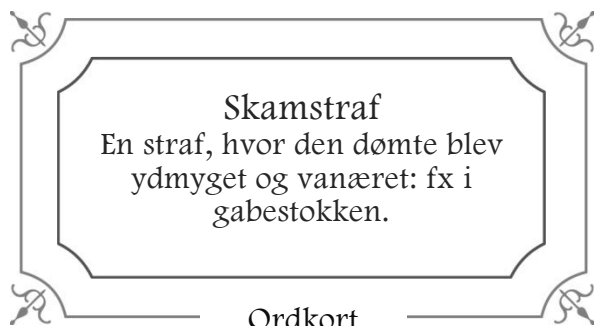 Skamstraf
En straf, hvor den dømte blev
ydmyget og vanæret: fx i
gabestokken.
Ordkort